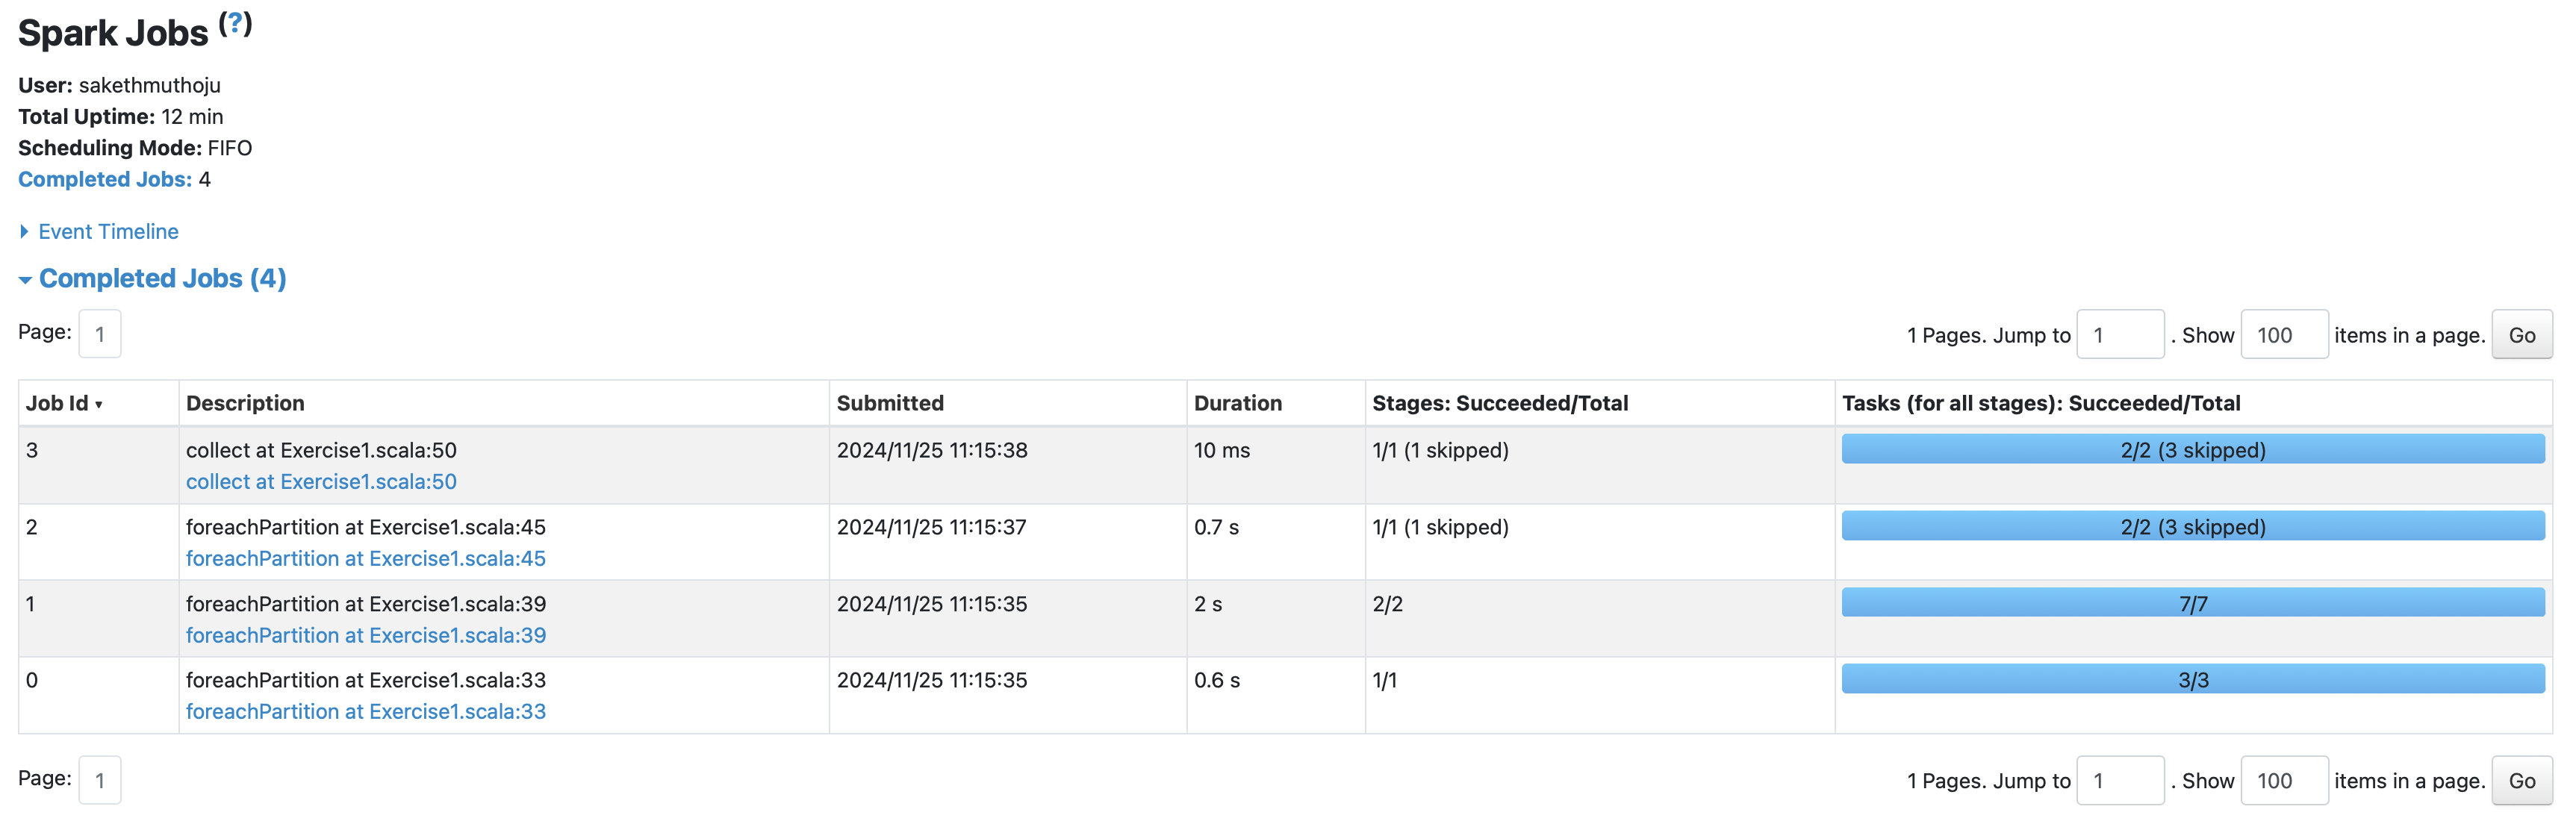 Spark Jobs (?)
User: sakethmuthoju
Total Uptime: 12 min
Scheduling Mode: FIFO
Completed Jobs: 4
Event Timeline
Completed Jobs (4)
Page: 1
1 Pages. Jump to 1 . Show 100 items in a page. Go
Job Id ▾ Description Submitted Duration Stages: Succeeded/Total Tasks (for all stages): Succeeded/Total
3 collect at Exercise1.scala:50 2024/11/25 11:15:38 10 ms 1/1 (1 skipped) 2/2 (3 skipped)
collect at Exercise1.scala:50
2 foreachPartition at Exercise1.scala:45 2024/11/25 11:15:37 0.7 s 1/1 (1 skipped) 2/2 (3 skipped)
foreachPartition at Exercise1.scala:45
1 foreachPartition at Exercise1.scala:39 2024/11/25 11:15:35 2 s 2/2 7/7
foreachPartition at Exercise1.scala:39
0 foreachPartition at Exercise1.scala:33 2024/11/25 11:15:35 0.6 s 1/1 3/3
foreachPartition at Exercise1.scala:33
Page: 1
1 Pages. Jump to 1 . Show 100 items in a page. Go